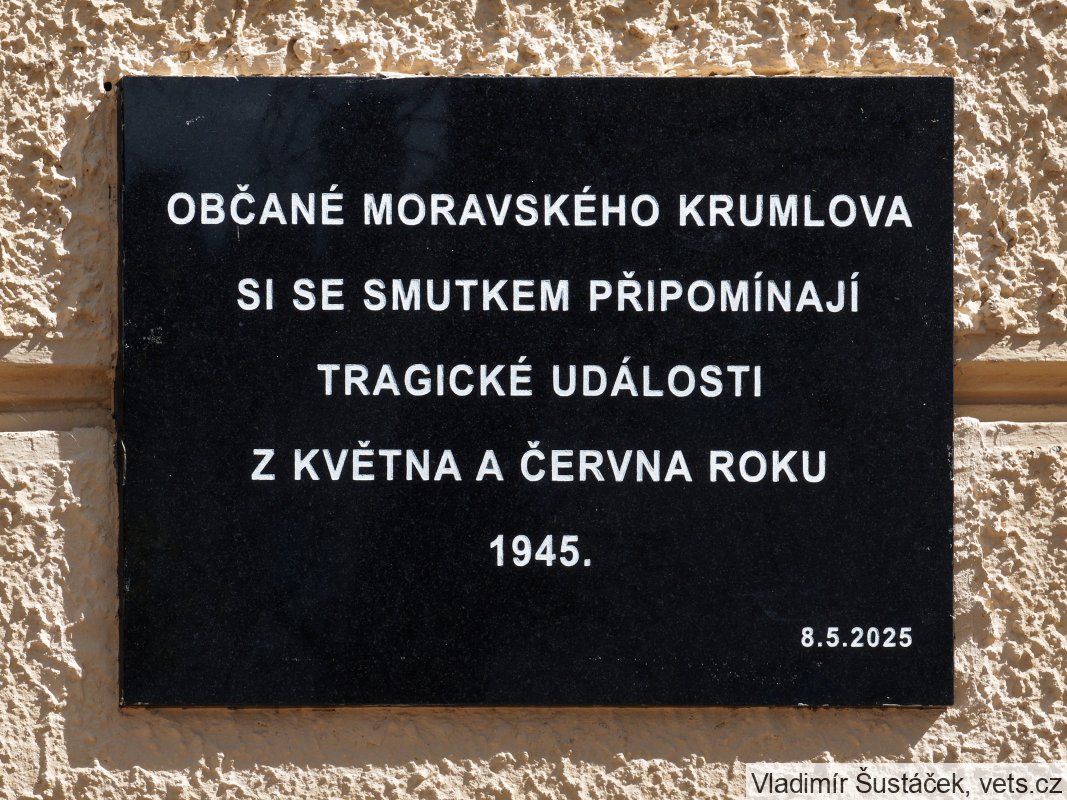 OBČANÉ MORAVSKÉHO KRUMLOVA
SI SE SMUTKEM PŘIPOMÍNAJÍ
TRAGICKÉ UDÁLOSTI
Z KVĚTNA A ČERVNA ROKU
1945.
8.5.2025
Vladimír Šustáček, vets.cz